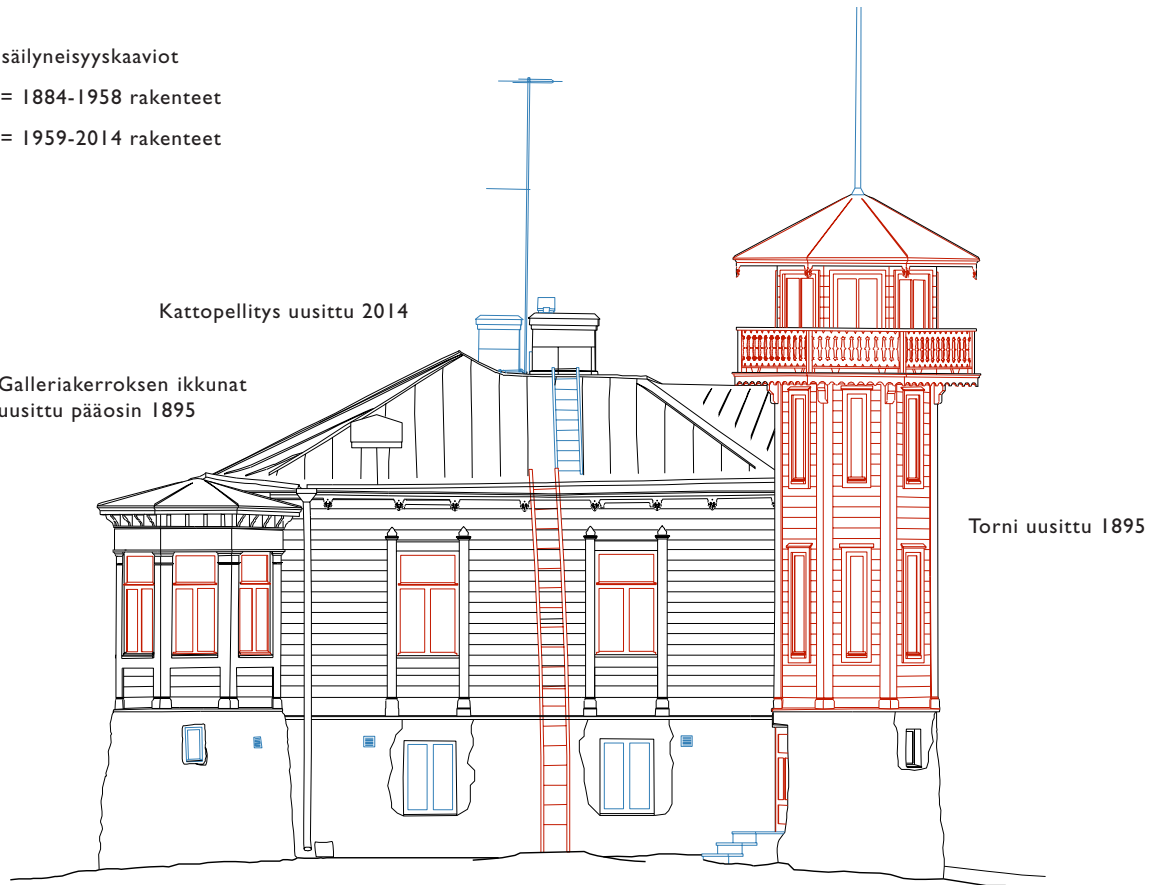 säilyneisyyskaaviot
= 1884-1958 rakenteet
= 1959-2014 rakenteet
Kattopellitys uusittu 2014
Galleriakerroksen ikkunat
uusittu pääosin 1895
Torni uusittu 1895